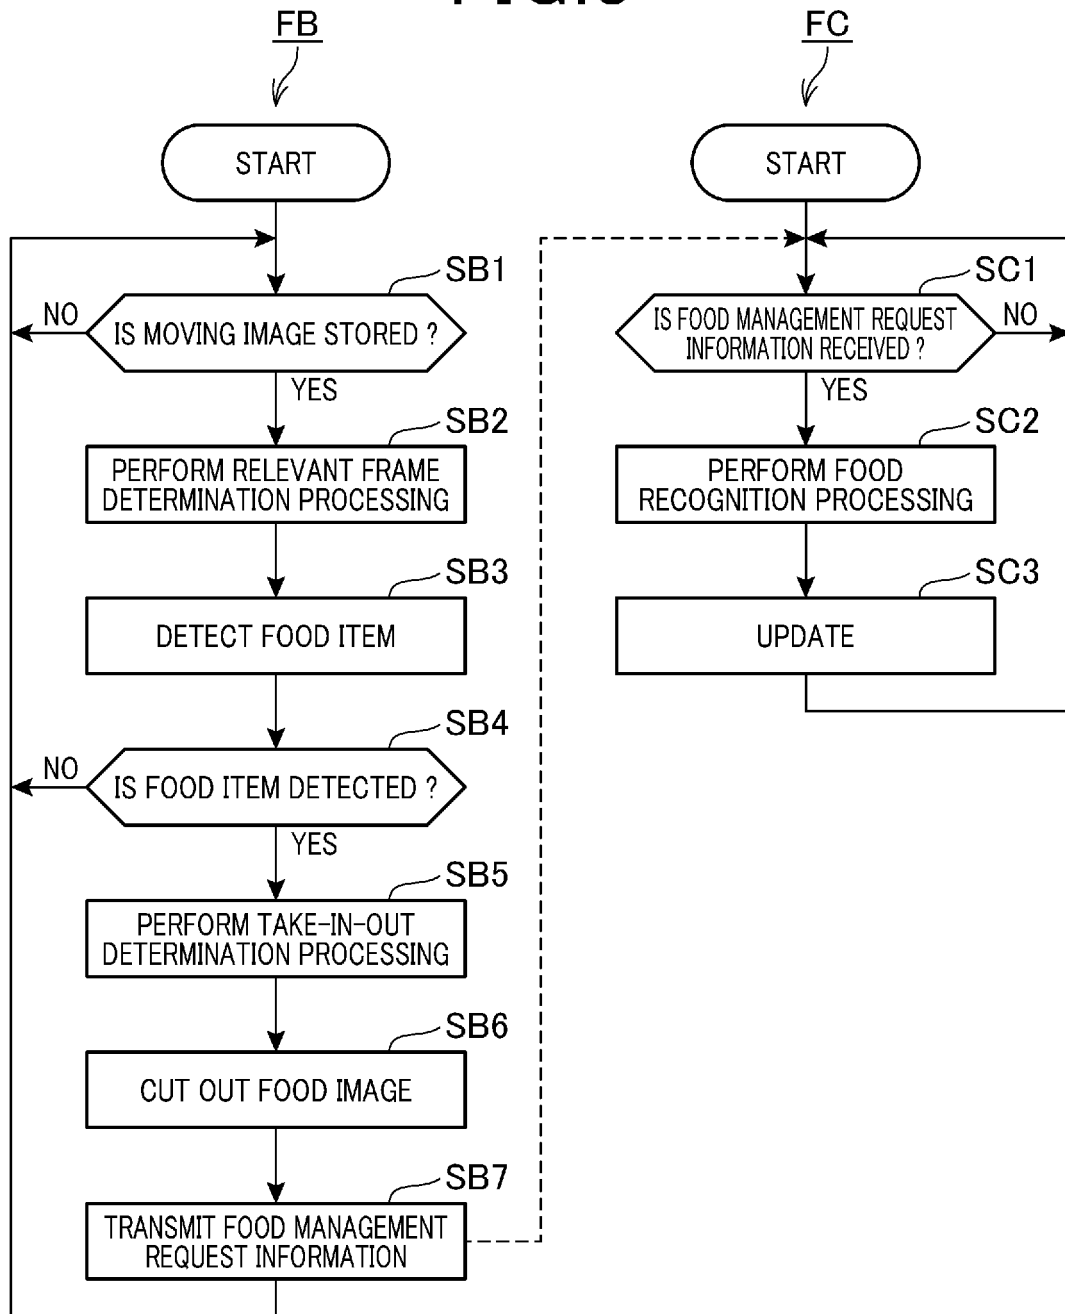 FB
START
SB1
IS MOVING IMAGE STORED ?
NO
YES
SB2
PERFORM RELEVANT FRAME
DETERMINATION PROCESSING
SB3
DETECT FOOD ITEM
SB4
IS FOOD ITEM DETECTED ?
NO
YES
SB5
PERFORM TAKE-IN-OUT
DETERMINATION PROCESSING
SB6
CUT OUT FOOD IMAGE
SB7
TRANSMIT FOOD MANAGEMENT
REQUEST INFORMATION
FC
START
SC1
IS FOOD MANAGEMENT REQUEST
INFORMATION RECEIVED ?
NO
YES
SC2
PERFORM FOOD
RECOGNITION PROCESSING
SC3
UPDATE